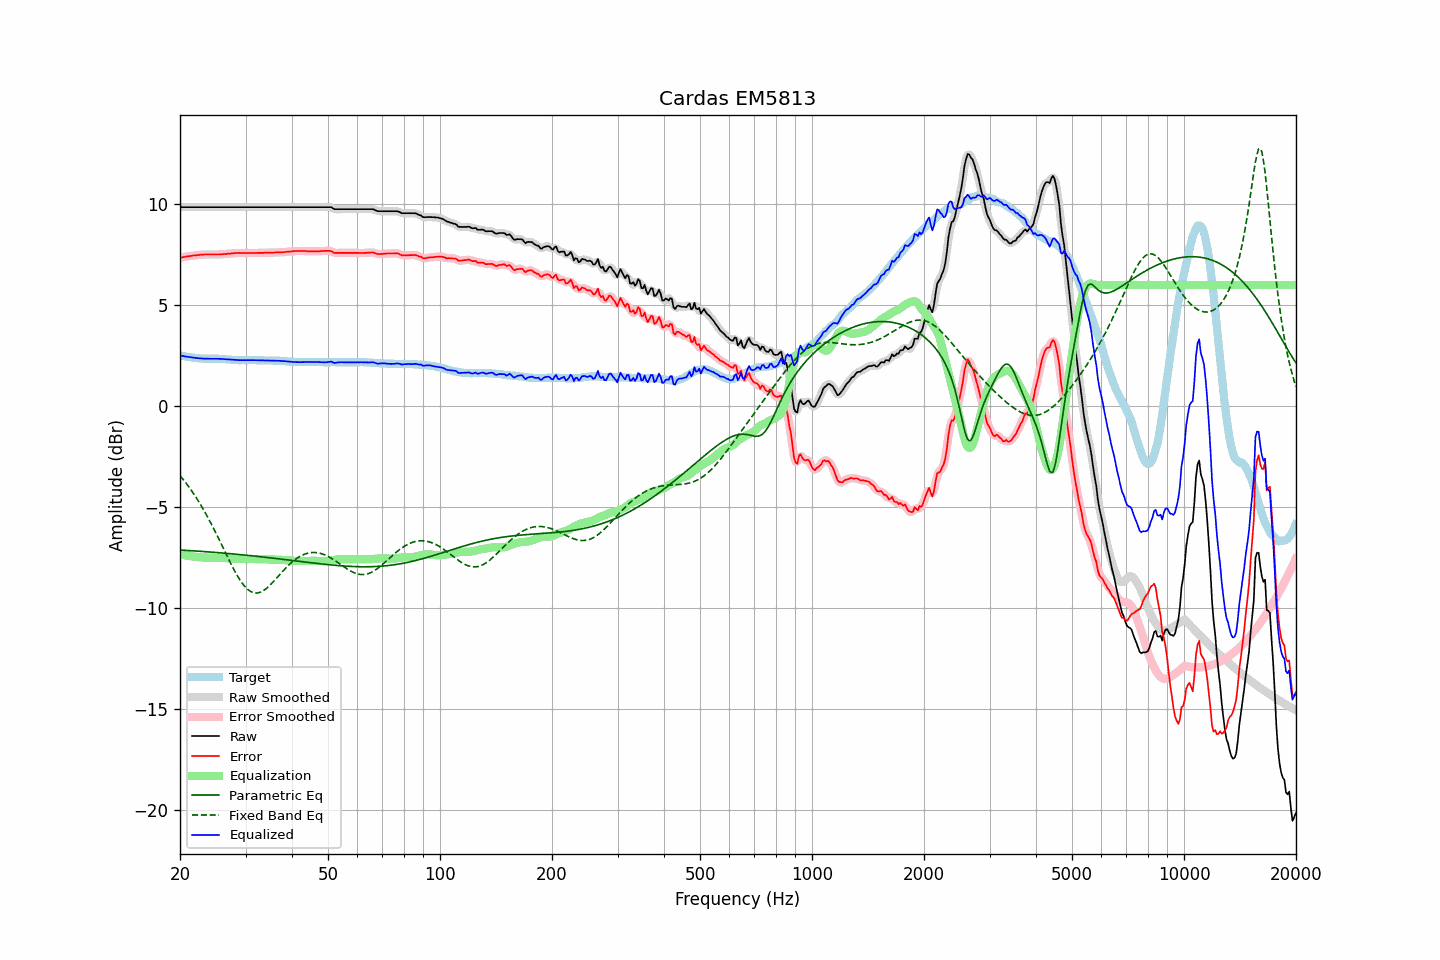 Cardas EM5813
Amplitude (dBr)
10
5
0
−5
−10
−15
−20
Target
Raw Smoothed
Error Smoothed
Raw
Error
Equalization
Parametric Eq
Fixed Band Eq
Equalized
20 50 100 200 500 1000 2000 5000 10000 20000
Frequency (Hz)